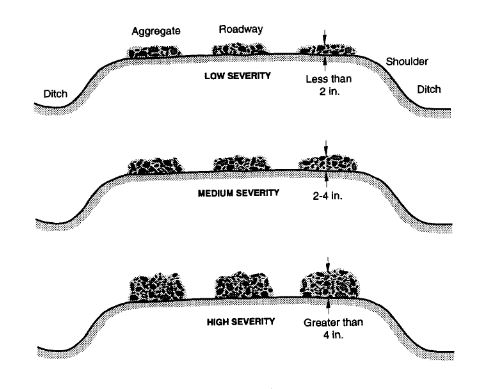 Aggregate
Roadway
Shoulder
Ditch
LOW SEVERITY
Less than
2 in.
Ditch
MEDIUM SEVERITY
2-4 in.
HIGH SEVERITY
Greater than
4 in.